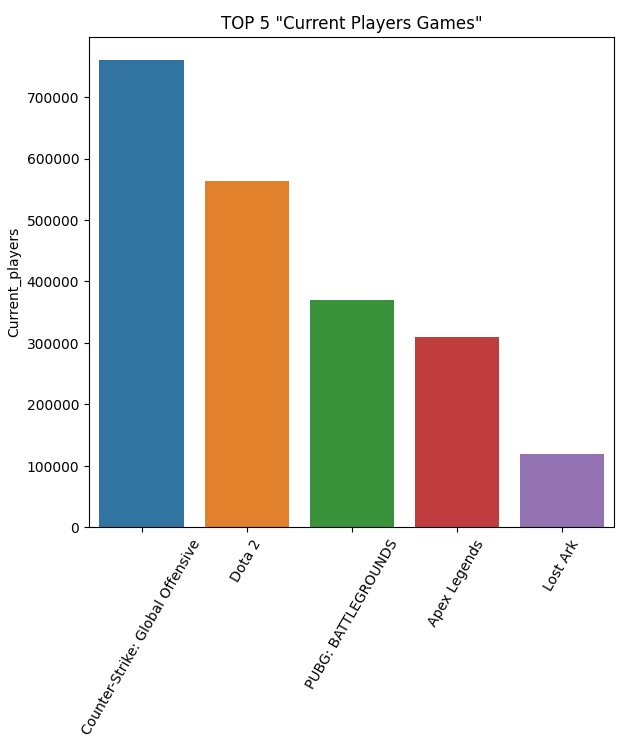 TOP 5 "Current Players Games"
Current_players
700000
600000
500000
400000
300000
200000
100000
0
Counter-Strike: Global Offensive
Dota 2
PUBG: BATTLEGROUNDS
Apex Legends
Lost Ark